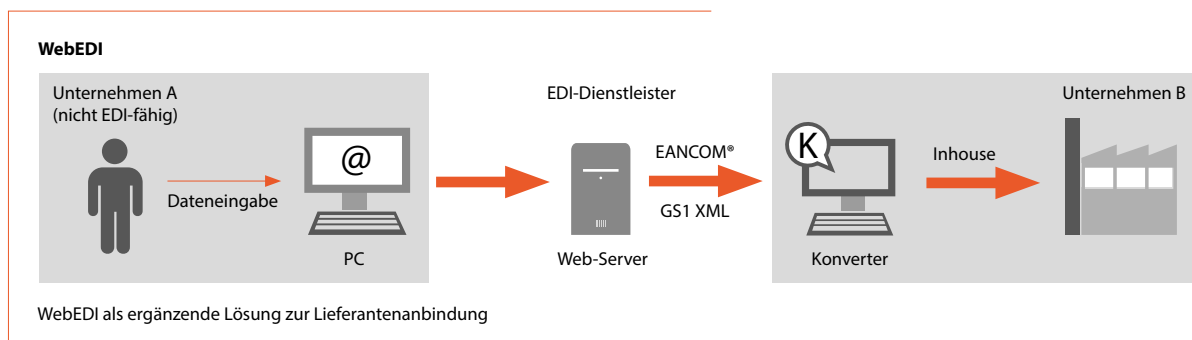 WebEDI
Unternehmen A
(nicht EDI-fähig)
EDI-Dienstleister
Unternehmen B
@
K
EANCOM®
Inhouse
Dateneingabe
GS1 XML
PC
Web-Server
Konverter
WebEDI als ergänzende Lösung zur Lieferantenanbindung